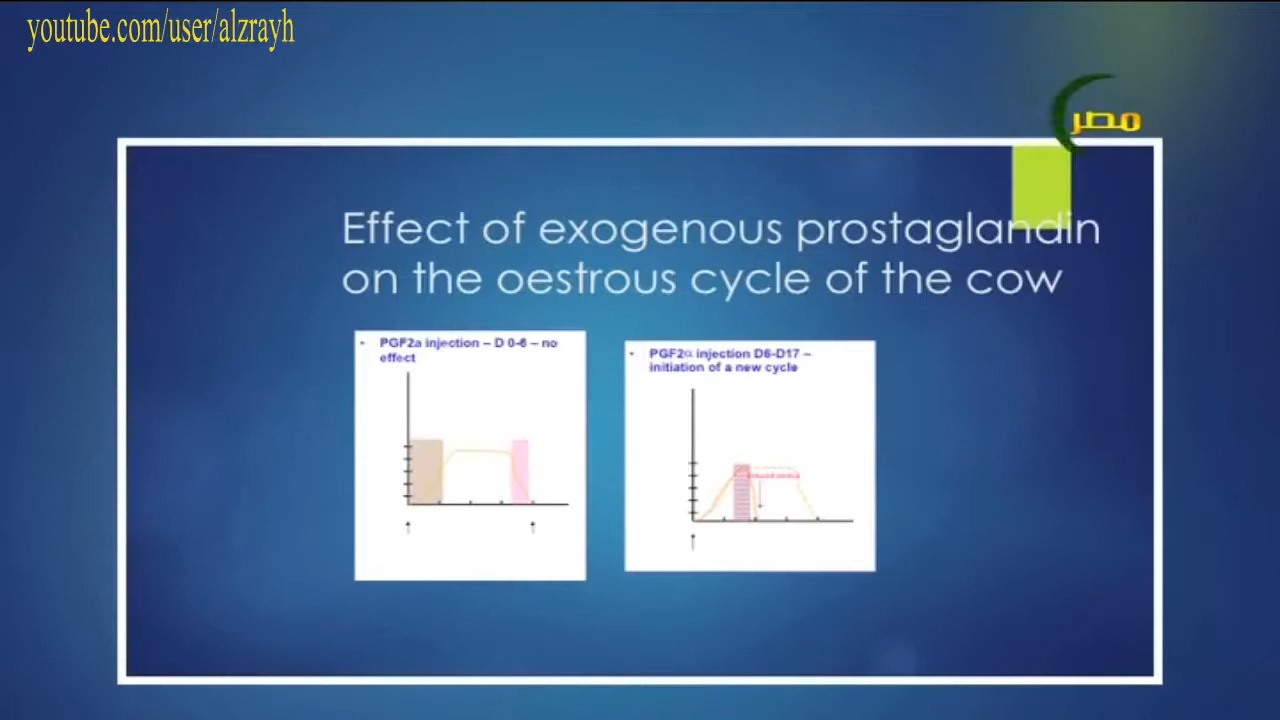 youtube.com/user/alzrayh
مصر
Effect of exogenous prostaglandin
on the oestrous cycle of the cow
• PGF2a injection – D 0-6 – no
effect
• PGF2α injection D6-D17 –
initiation of a new cycle